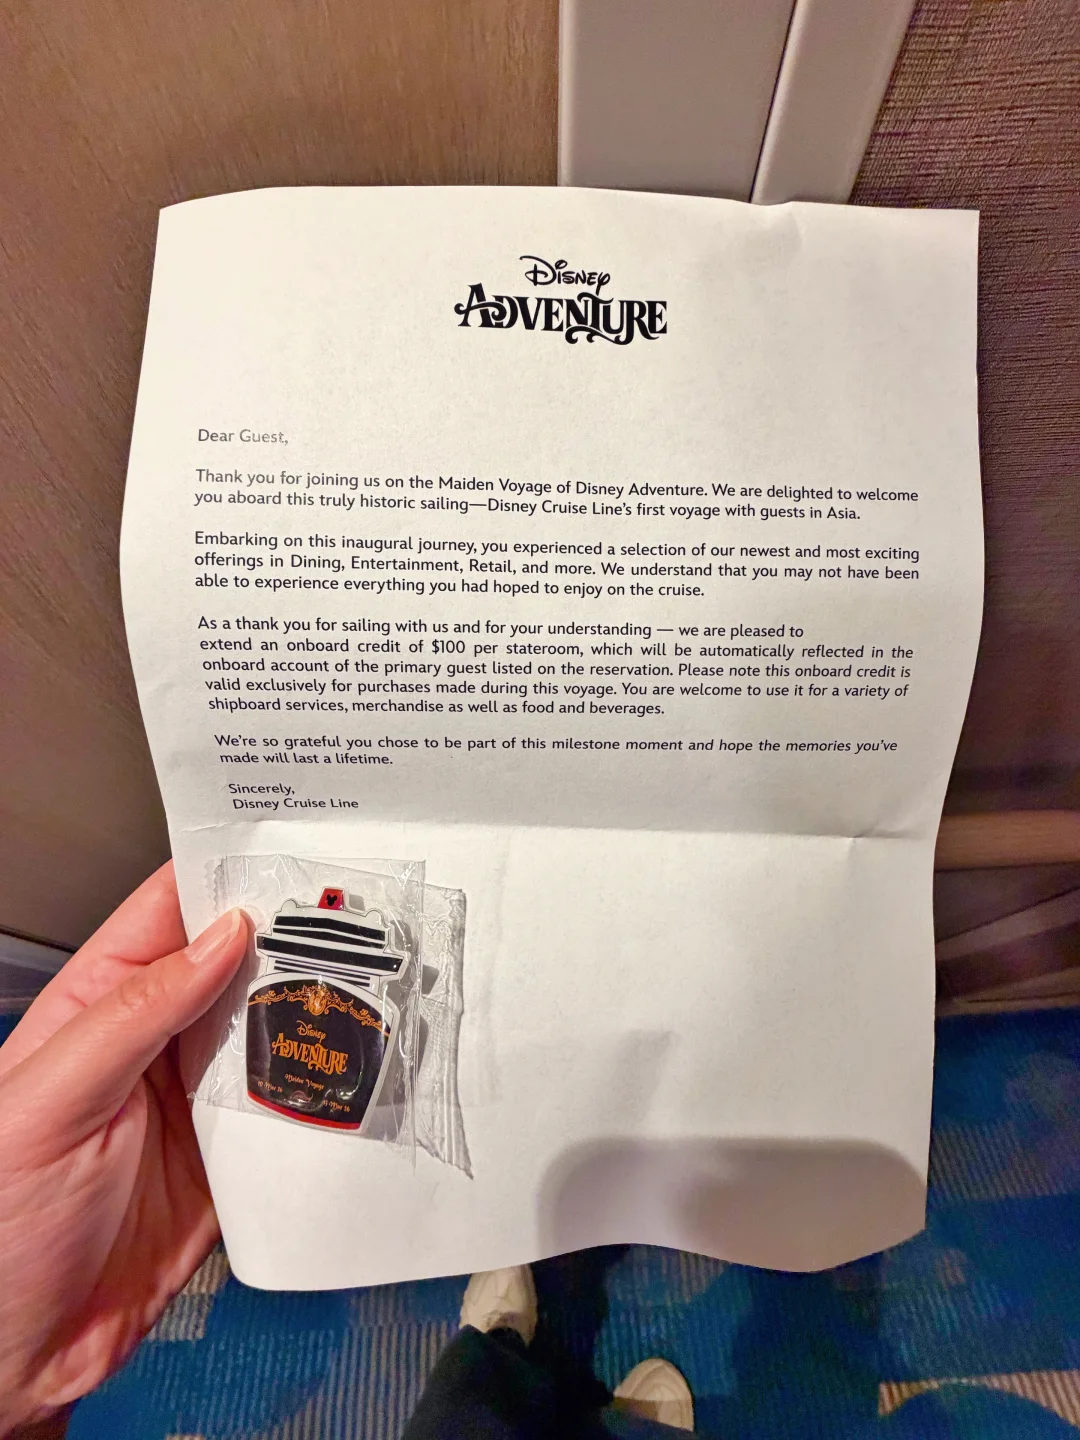 Disney
ADVENTURE
Dear Guest,
Thank you for joining us on the Maiden Voyage of Disney Adventure. We are delighted to welcome
you aboard this truly historic sailing—Disney Cruise Line's first voyage with guests in Asia.
Embarking on this inaugural journey, you experienced a selection of our newest and most exciting
offerings in Dining, Entertainment, Retail, and more. We understand that you may not have been
able to experience everything you had hoped to enjoy on the cruise.
As a thank you for sailing with us and for your understanding — we are pleased to
extend an onboard credit of $100 per stateroom, which will be automatically reflected in the
onboard account of the primary guest listed on the reservation. Please note this onboard credit is
valid exclusively for purchases made during this voyage. You are welcome to use it for a variety of
shipboard services, merchandise as well as food and beverages.
We're so grateful you chose to be part of this milestone moment and hope the memories you've
made will last a lifetime.
Sincerely,
Disney Cruise Line
Disney
ADVENTURE
Maiden Voyage
Mar 26
Mar 26